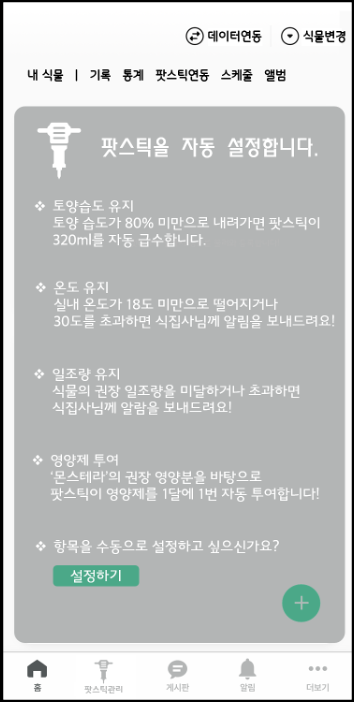 데이터연동 식물변경
내 식물 | 기록 통계 팟스틱연동 스케줄 앨범
팟스틱을 자동 설정합니다.
❖ 토양습도 유지
토양 습도가 80% 미만으로 내려가면 팟스틱이
320ml를 자동 급수합니다.
❖ 온도 유지
실내 온도가 18도 미만으로 떨어지거나
30도를 초과하면 식집사님께 알림을 보내드려요!
❖ 일조량 유지
식물의 권장 일조량을 미달하거나 초과하면
식집사님께 알람을 보내드려요!
❖ 영양제 투여
‘몬스테라’의 권장 영양분을 바탕으로
팟스틱이 영양제를 1달에 1번 자동 투여합니다!
❖ 항목을 수동으로 설정하고 싶으신가요?
설정하기
+
홈 팟스틱관리 게시판 알림 더보기